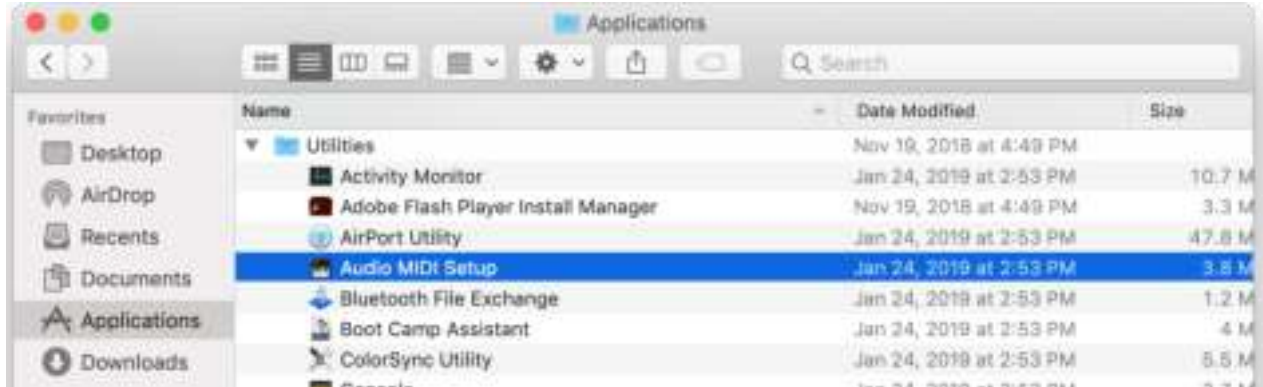 Applications
Search
Favorites
Desktop
AirDrop
Recents
Documents
Applications
Downloads
Name Date Modified Size
Utilities Nov 19, 2018 at 4:49 PM
Activity Monitor Jan 24, 2019 at 2:53 PM 10.7 M
Adobe Flash Player Install Manager Nov 19, 2018 at 4:49 PM 3.3 M
AirPort Utility Jan 24, 2019 at 2:53 PM 47.8 M
Audio MIDI Setup Jan 24, 2019 at 2:53 PM 3.8 M
Bluetooth File Exchange Jan 24, 2019 at 2:53 PM 1.2 M
Boot Camp Assistant Jan 24, 2019 at 2:53 PM 4 M
ColorSync Utility Jan 24, 2019 at 2:53 PM 5.5 M